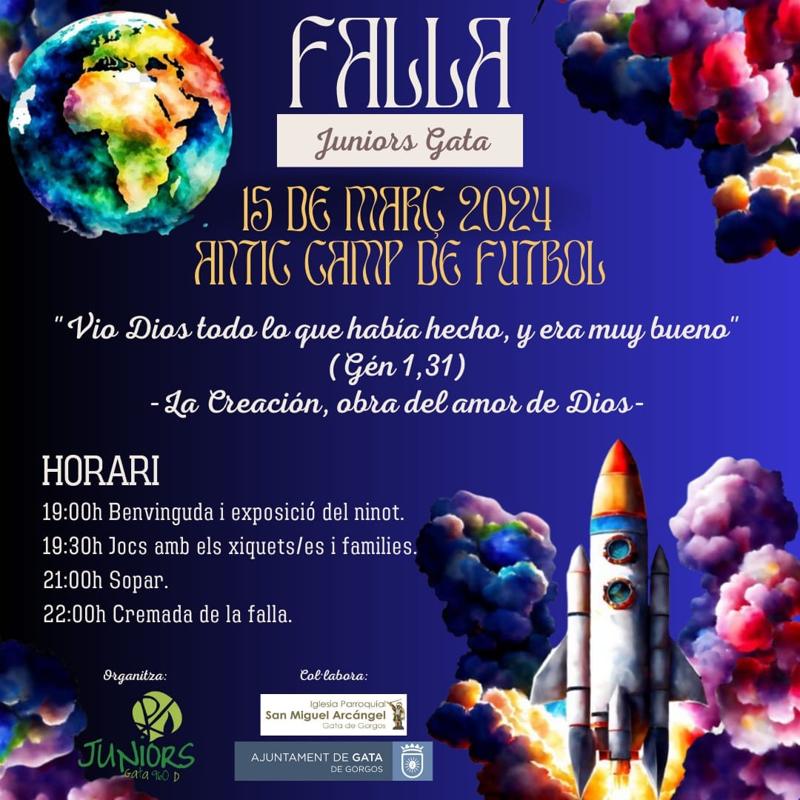 FALLA
Juniors Gata
15 DE MARÇ 2024
ANTIC CAMP DE FUTBOL
"Vio Dios todo lo que había hecho, y era muy bueno"
(Gén 1,31)
-La Creación, obra del amor de Dios-
HORARI
19:00h Benvinguda i exposició del ninot.
19:30h Jocs amb els xiquets/es i families.
21:00h Sopar.
22:00h Cremada de la falla.
Organitza:
JUNIORS
Gata 960 D
Col·labora:
Iglesia Parroquial
San Miguel Arcángel
Gata de Gorgos
AJUNTAMENT DE GATA
DE GORGOS